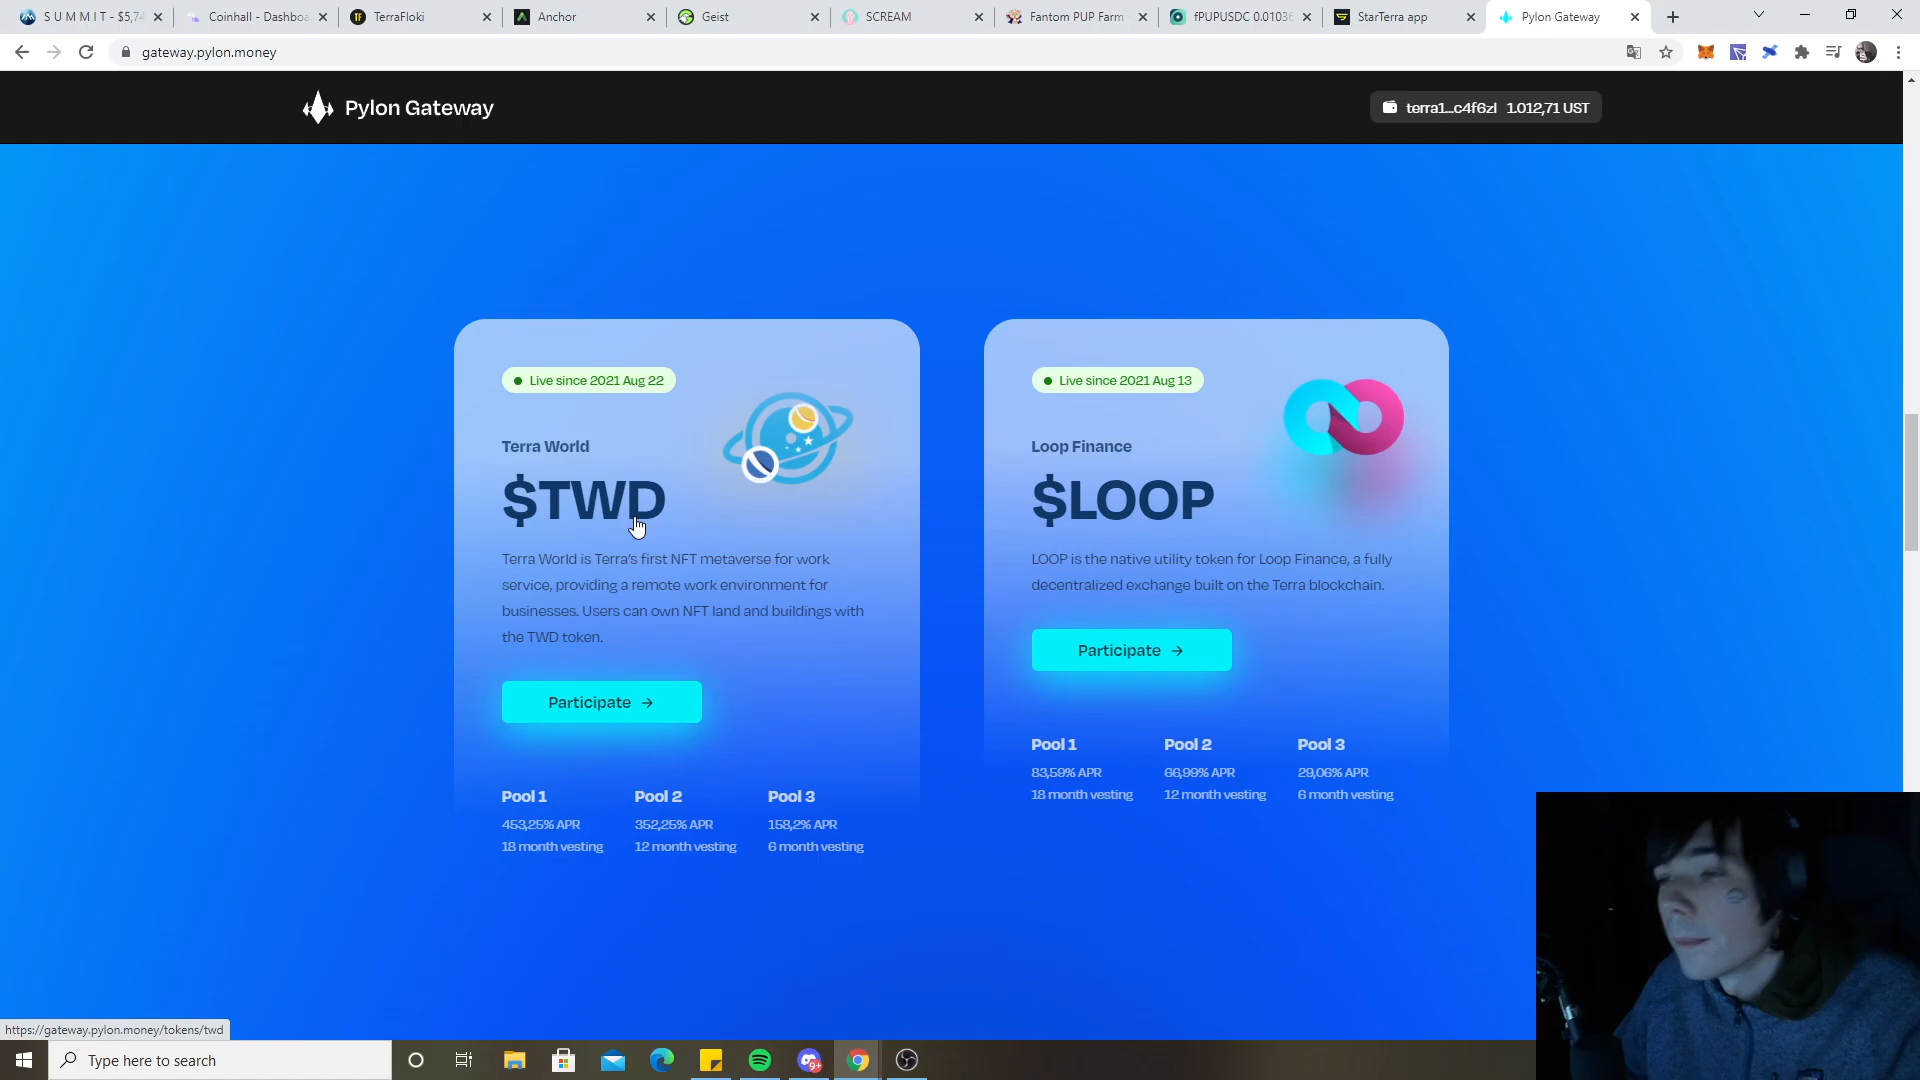 S U M M I T - $5,74
Coinhall - Dashboa
TerraFloki
Anchor
Geist
SCREAM
Fantom PUP Farm
fPUPUSDC 0.01036
StarTerra app
Pylon Gateway
gateway.pylon.money
Pylon Gateway
terra1...c4f6zl 1.012,71 UST
Live since 2021 Aug 22
Terra World
$TWD
Terra World is Terra's first NFT metaverse for work
service, providing a remote work environment for
businesses. Users can own NFT land and buildings with
the TWD token.
Participate →
Pool 1
453,25% APR
18 month vesting
Pool 2
352,25% APR
12 month vesting
Pool 3
158,2% APR
6 month vesting
Live since 2021 Aug 13
Loop Finance
$LOOP
LOOP is the native utility token for Loop Finance, a fully
decentralized exchange built on the Terra blockchain.
Participate →
Pool 1
83,59% APR
18 month vesting
Pool 2
66,99% APR
12 month vesting
Pool 3
29,06% APR
6 month vesting
https://gateway.pylon.money/tokens/twd
Type here to search
9+